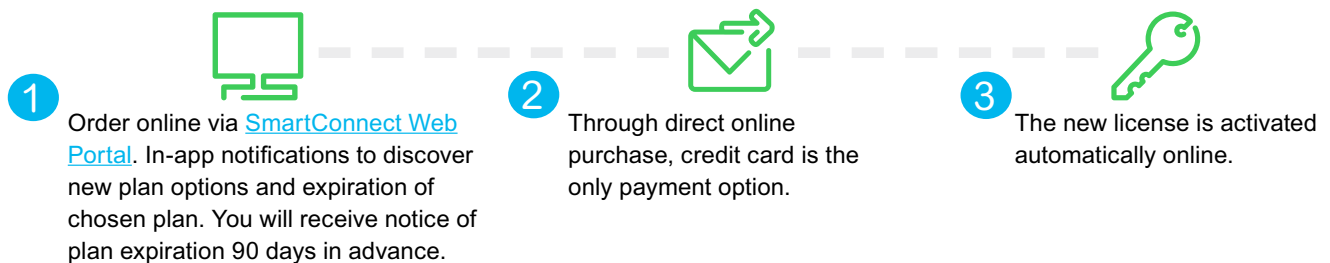 1
Order online via SmartConnect Web
Portal. In-app notifications to discover
new plan options and expiration of
chosen plan. You will receive notice of
plan expiration 90 days in advance.
2
Through direct online
purchase, credit card is the
only payment option.
3
The new license is activated
automatically online.